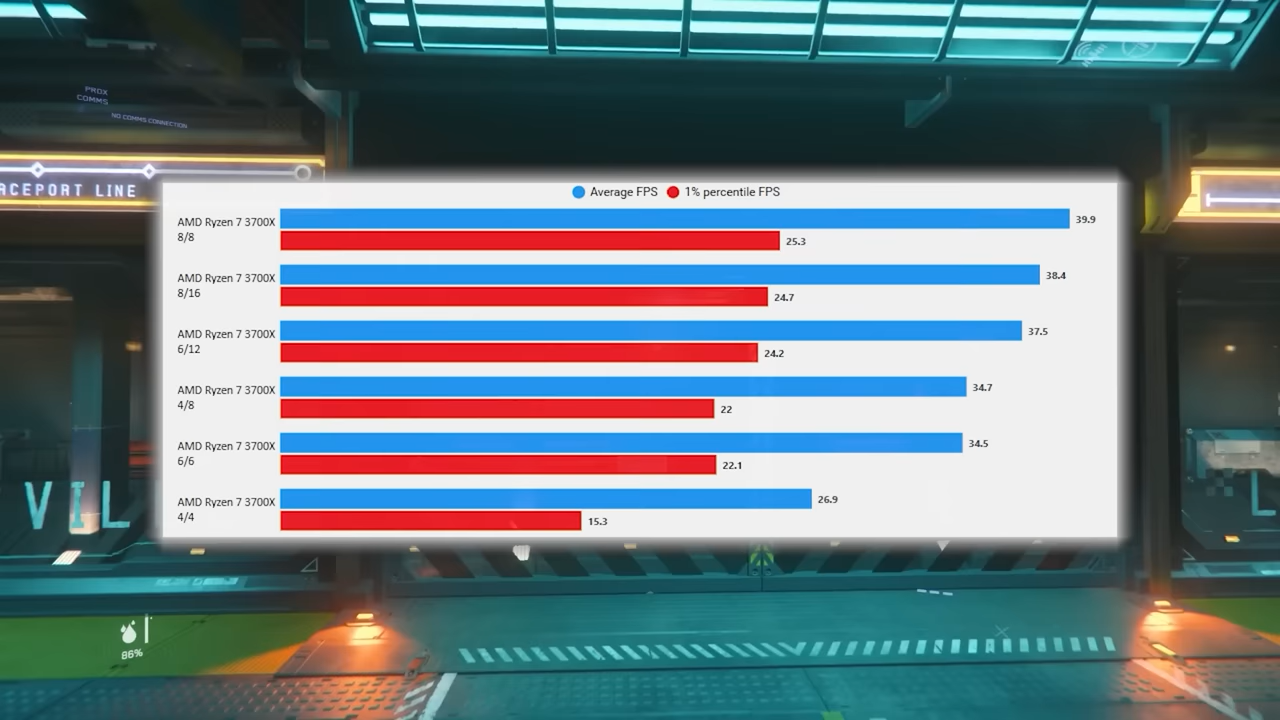 PROX
COMMS
NO COMMS CONNECTION
ACEPORT LINE
Average FPS 1% percentile FPS
AMD Ryzen 7 3700X
8/8
39.9
25.3
AMD Ryzen 7 3700X
8/16
38.4
24.7
AMD Ryzen 7 3700X
6/12
37.5
24.2
AMD Ryzen 7 3700X
4/8
34.7
22
AMD Ryzen 7 3700X
6/6
34.5
22.1
AMD Ryzen 7 3700X
4/4
26.9
15.3
VIL
L
86%